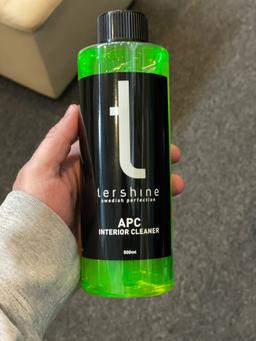 t
tershine
swedish perfection
APC
INTERIOR CLEANER
500ml